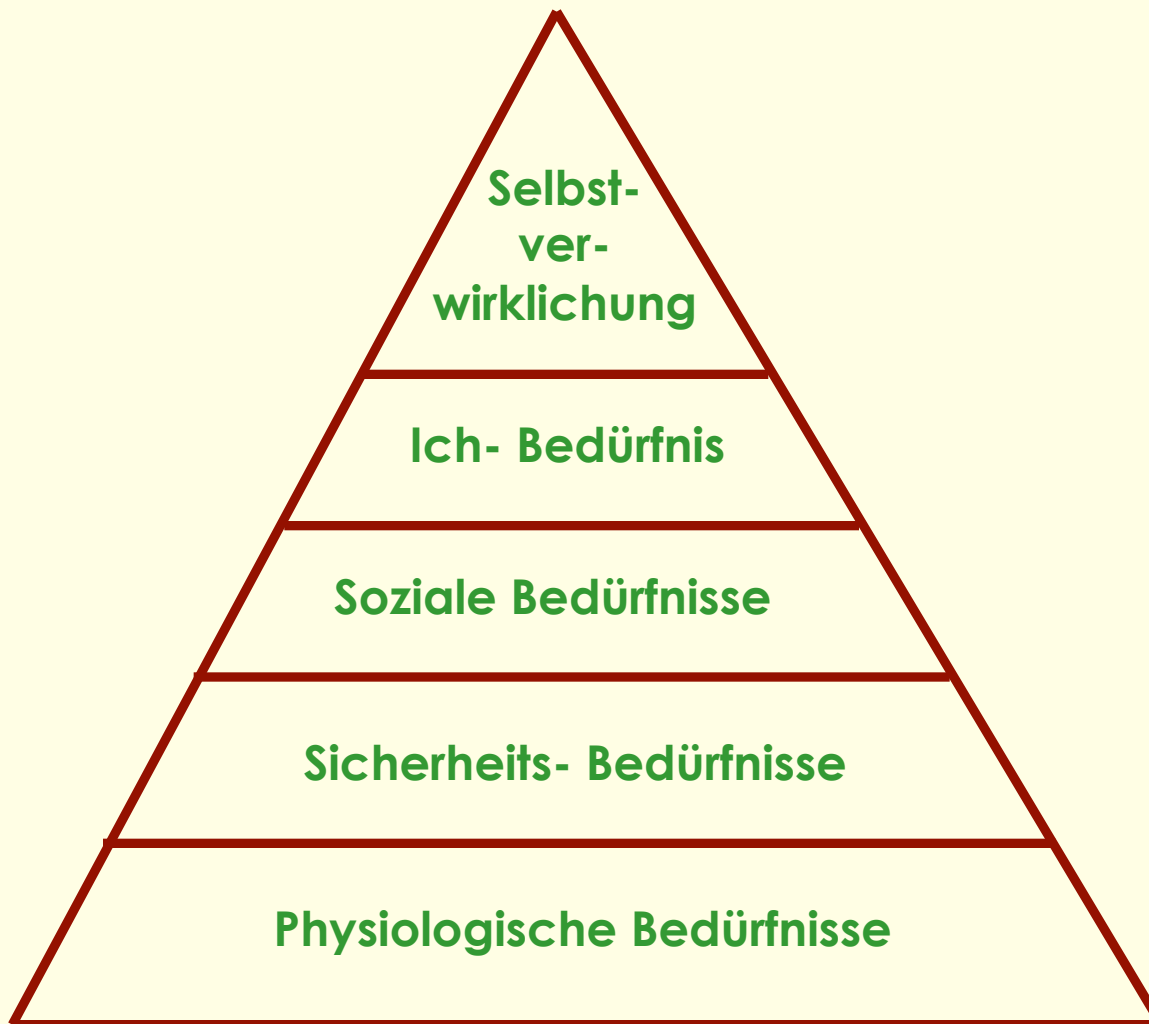 Selbst-
ver-
wirklichung
Ich- Bedürfnis
Soziale Bedürfnisse
Sicherheits- Bedürfnisse
Physiologische Bedürfnisse